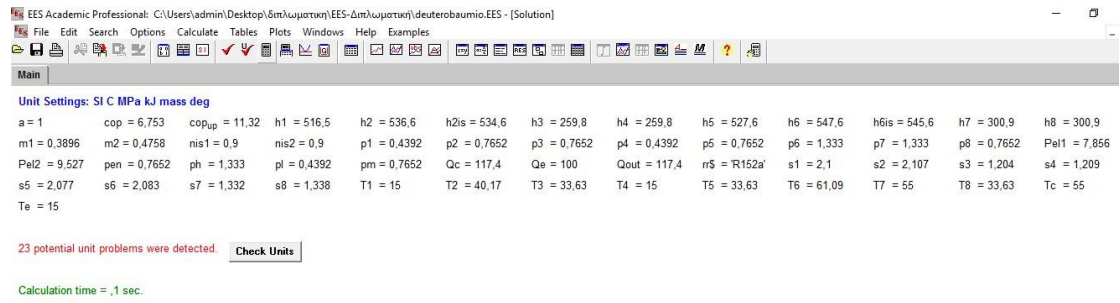 EES Academic Professional: C:\Users\admin\Desktop\διπλωματικη\EES-Διπλωματική\deuterobaumio.EES - [Solution]
File Edit Search Options Calculate Tables Plots Windows Help Examples
Main
Unit Settings: SI C MPa kJ mass deg
a = 1 cop = 6,753 copup = 11,32 h1 = 516,5 h2 = 536,6 h2is = 534,6 h3 = 259,8 h4 = 259,8 h5 = 527,6 h6 = 547,6 h6is = 545,6 h7 = 300,9 h8 = 300,9
m1 = 0,3896 m2 = 0,4758 nis1 = 0,9 nis2 = 0,9 p1 = 0,4392 p2 = 0,7652 p3 = 0,7652 p4 = 0,4392 p5 = 0,7652 p6 = 1,333 p7 = 1,333 p8 = 0,7652 Pel1 = 7,856
Pel2 = 9,527 pen = 0,7652 ph = 1,333 pl = 0,4392 pm = 0,7652 Qc = 117,4 Qe = 100 Qout = 117,4 rr$ = 'R152a' s1 = 2,1 s2 = 2,107 s3 = 1,204 s4 = 1,209
s5 = 2,077 s6 = 2,083 s7 = 1,332 s8 = 1,338 T1 = 15 T2 = 40,17 T3 = 33,63 T4 = 15 T5 = 33,63 T6 = 61,09 T7 = 55 T8 = 33,63 Tc = 55
Te = 15
23 potential unit problems were detected. Check Units
Calculation time = ,1 sec.